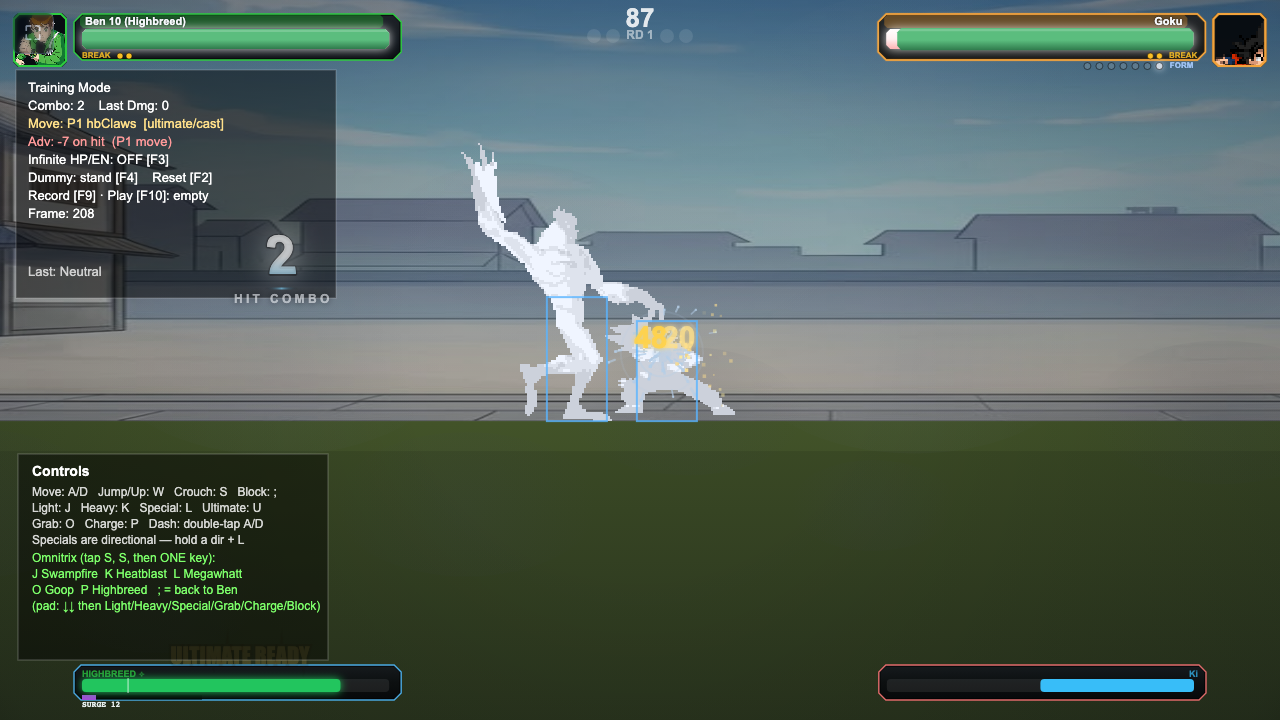 Ben 10 (Highbreed)
BREAK
87
RD 1
Goku
BREAK
FORM
Training Mode
Combo: 2    Last Dmg: 0
Move: P1 hbClaws  [ultimate/cast]
Adv: -7 on hit  (P1 move)
Infinite HP/EN: OFF [F3]
Dummy: stand [F4]    Reset [F2]
Record [F9] · Play [F10]: empty
Frame: 208
Last: Neutral
2
HIT COMBO
4820
Controls
Move: A/D   Jump/Up: W   Crouch: S   Block: ;
Light: J   Heavy: K   Special: L   Ultimate: U
Grab: O   Charge: P   Dash: double-tap A/D
Specials are directional — hold a dir + L
Omnitrix (tap S, S, then ONE key):
J Swampfire  K Heatblast  L Megawhatt
O Goop  P Highbreed   ; = back to Ben
(pad: ↓↓ then Light/Heavy/Special/Grab/Charge/Block)
ULTIMATE READY
HIGHBREED ÷
SURGE 12
Ki